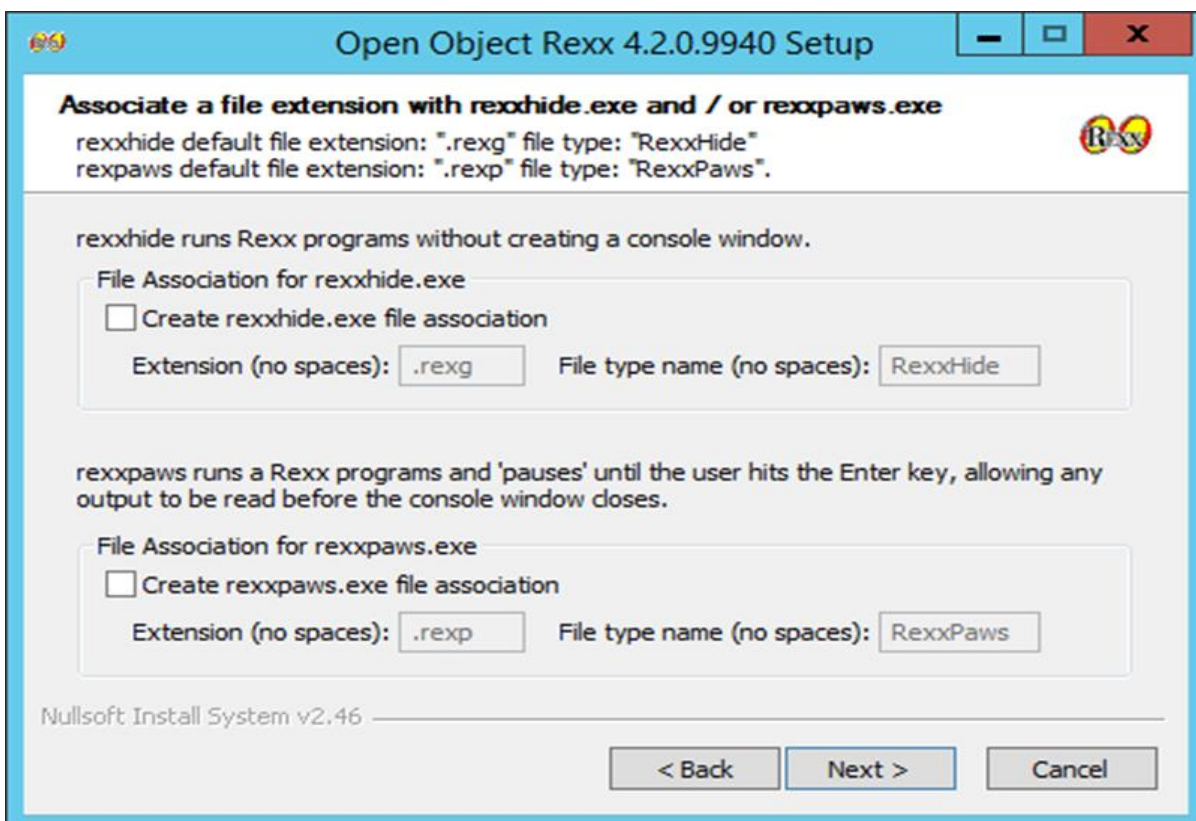 Open Object Rexx 4.2.0.9940 Setup
Associate a file extension with rexxhide.exe and / or rexxpaws.exe
rexxhide default file extension: ".rexg" file type: "RexxHide"
rexpaws default file extension: ".rexp" file type: "RexxPaws".
Rexx
rexxhide runs Rexx programs without creating a console window.
File Association for rexxhide.exe
Create rexxhide.exe file association
Extension (no spaces): .rexg File type name (no spaces): RexxHide
rexxpaws runs a Rexx programs and 'pauses' until the user hits the Enter key, allowing any
output to be read before the console window closes.
File Association for rexxpaws.exe
Create rexxpaws.exe file association
Extension (no spaces): .rexp File type name (no spaces): RexxPaws
Nullsoft Install System v2.46
< Back Next > Cancel